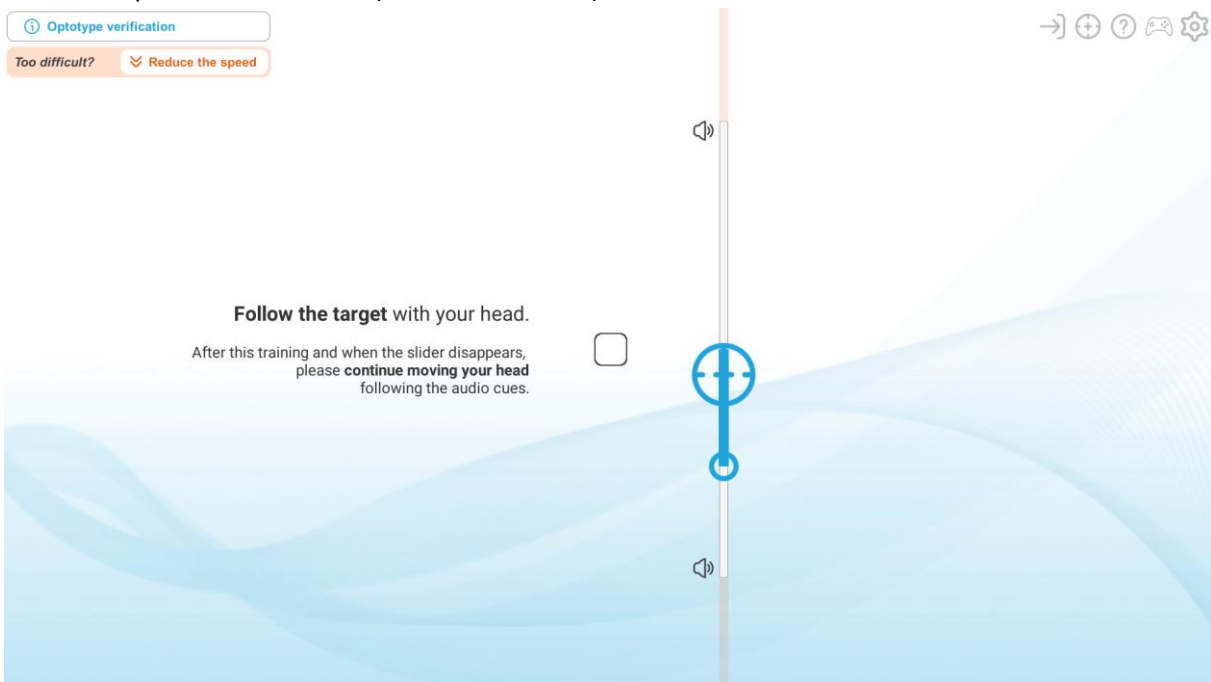 Optotype verification
Too difficult? Reduce the speed
Follow the target with your head.
After this training and when the slider disappears,
please continue moving your head
following the audio cues.